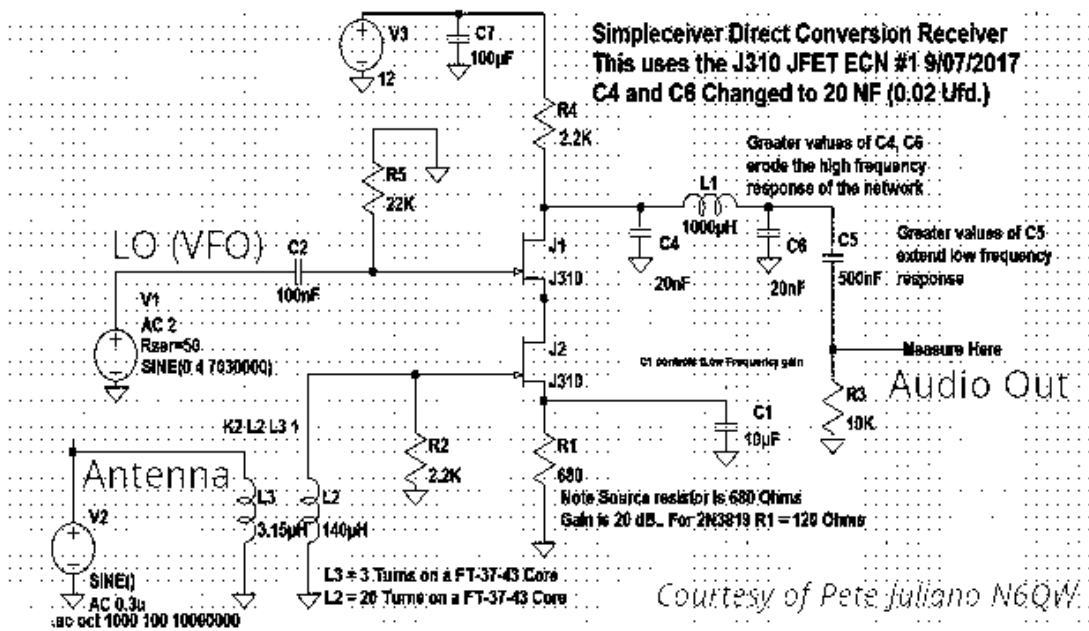 V3
12
C7
100µF
Simpleceiver Direct Conversion Receiver
This uses the J310 JFET ECN #1 9/07/2017
C4 and C6 Changed to 20 NF (0.02 Ufd.)
R4
2.2K
Greater values of C4, C6
erode the high frequency
response of the network
R5
22K
L1
1000µH
LO (VFO)
C2
100nF
J1
J310
C4
20nF
C6
20nF
C5
500nF
Greater values of C5
extend low frequency
response
V1
AC 2
Rser=50
SINE(0 4 7030000)
J2
J310
C1 controls (Low Frequency gain
Measure Here
Audio Out
R3
10K
K2 L2 L3 1
Antenna
R2
2.2K
C1
10µF
R1
680
L3
3.15µH
L2
140µH
Note Source resistor is 680 Ohms
Gain is 20 dB.. For 2N3819 R1 = 120 Ohms
V2
SINE()
AC 0.3u
.ac oct 1000 100 10000000
L3 = 3 Turns on a FT-37-43 Core
L2 = 20 Turns on a FT-37-43 Core
Courtesy of Pete Juliano N6QW